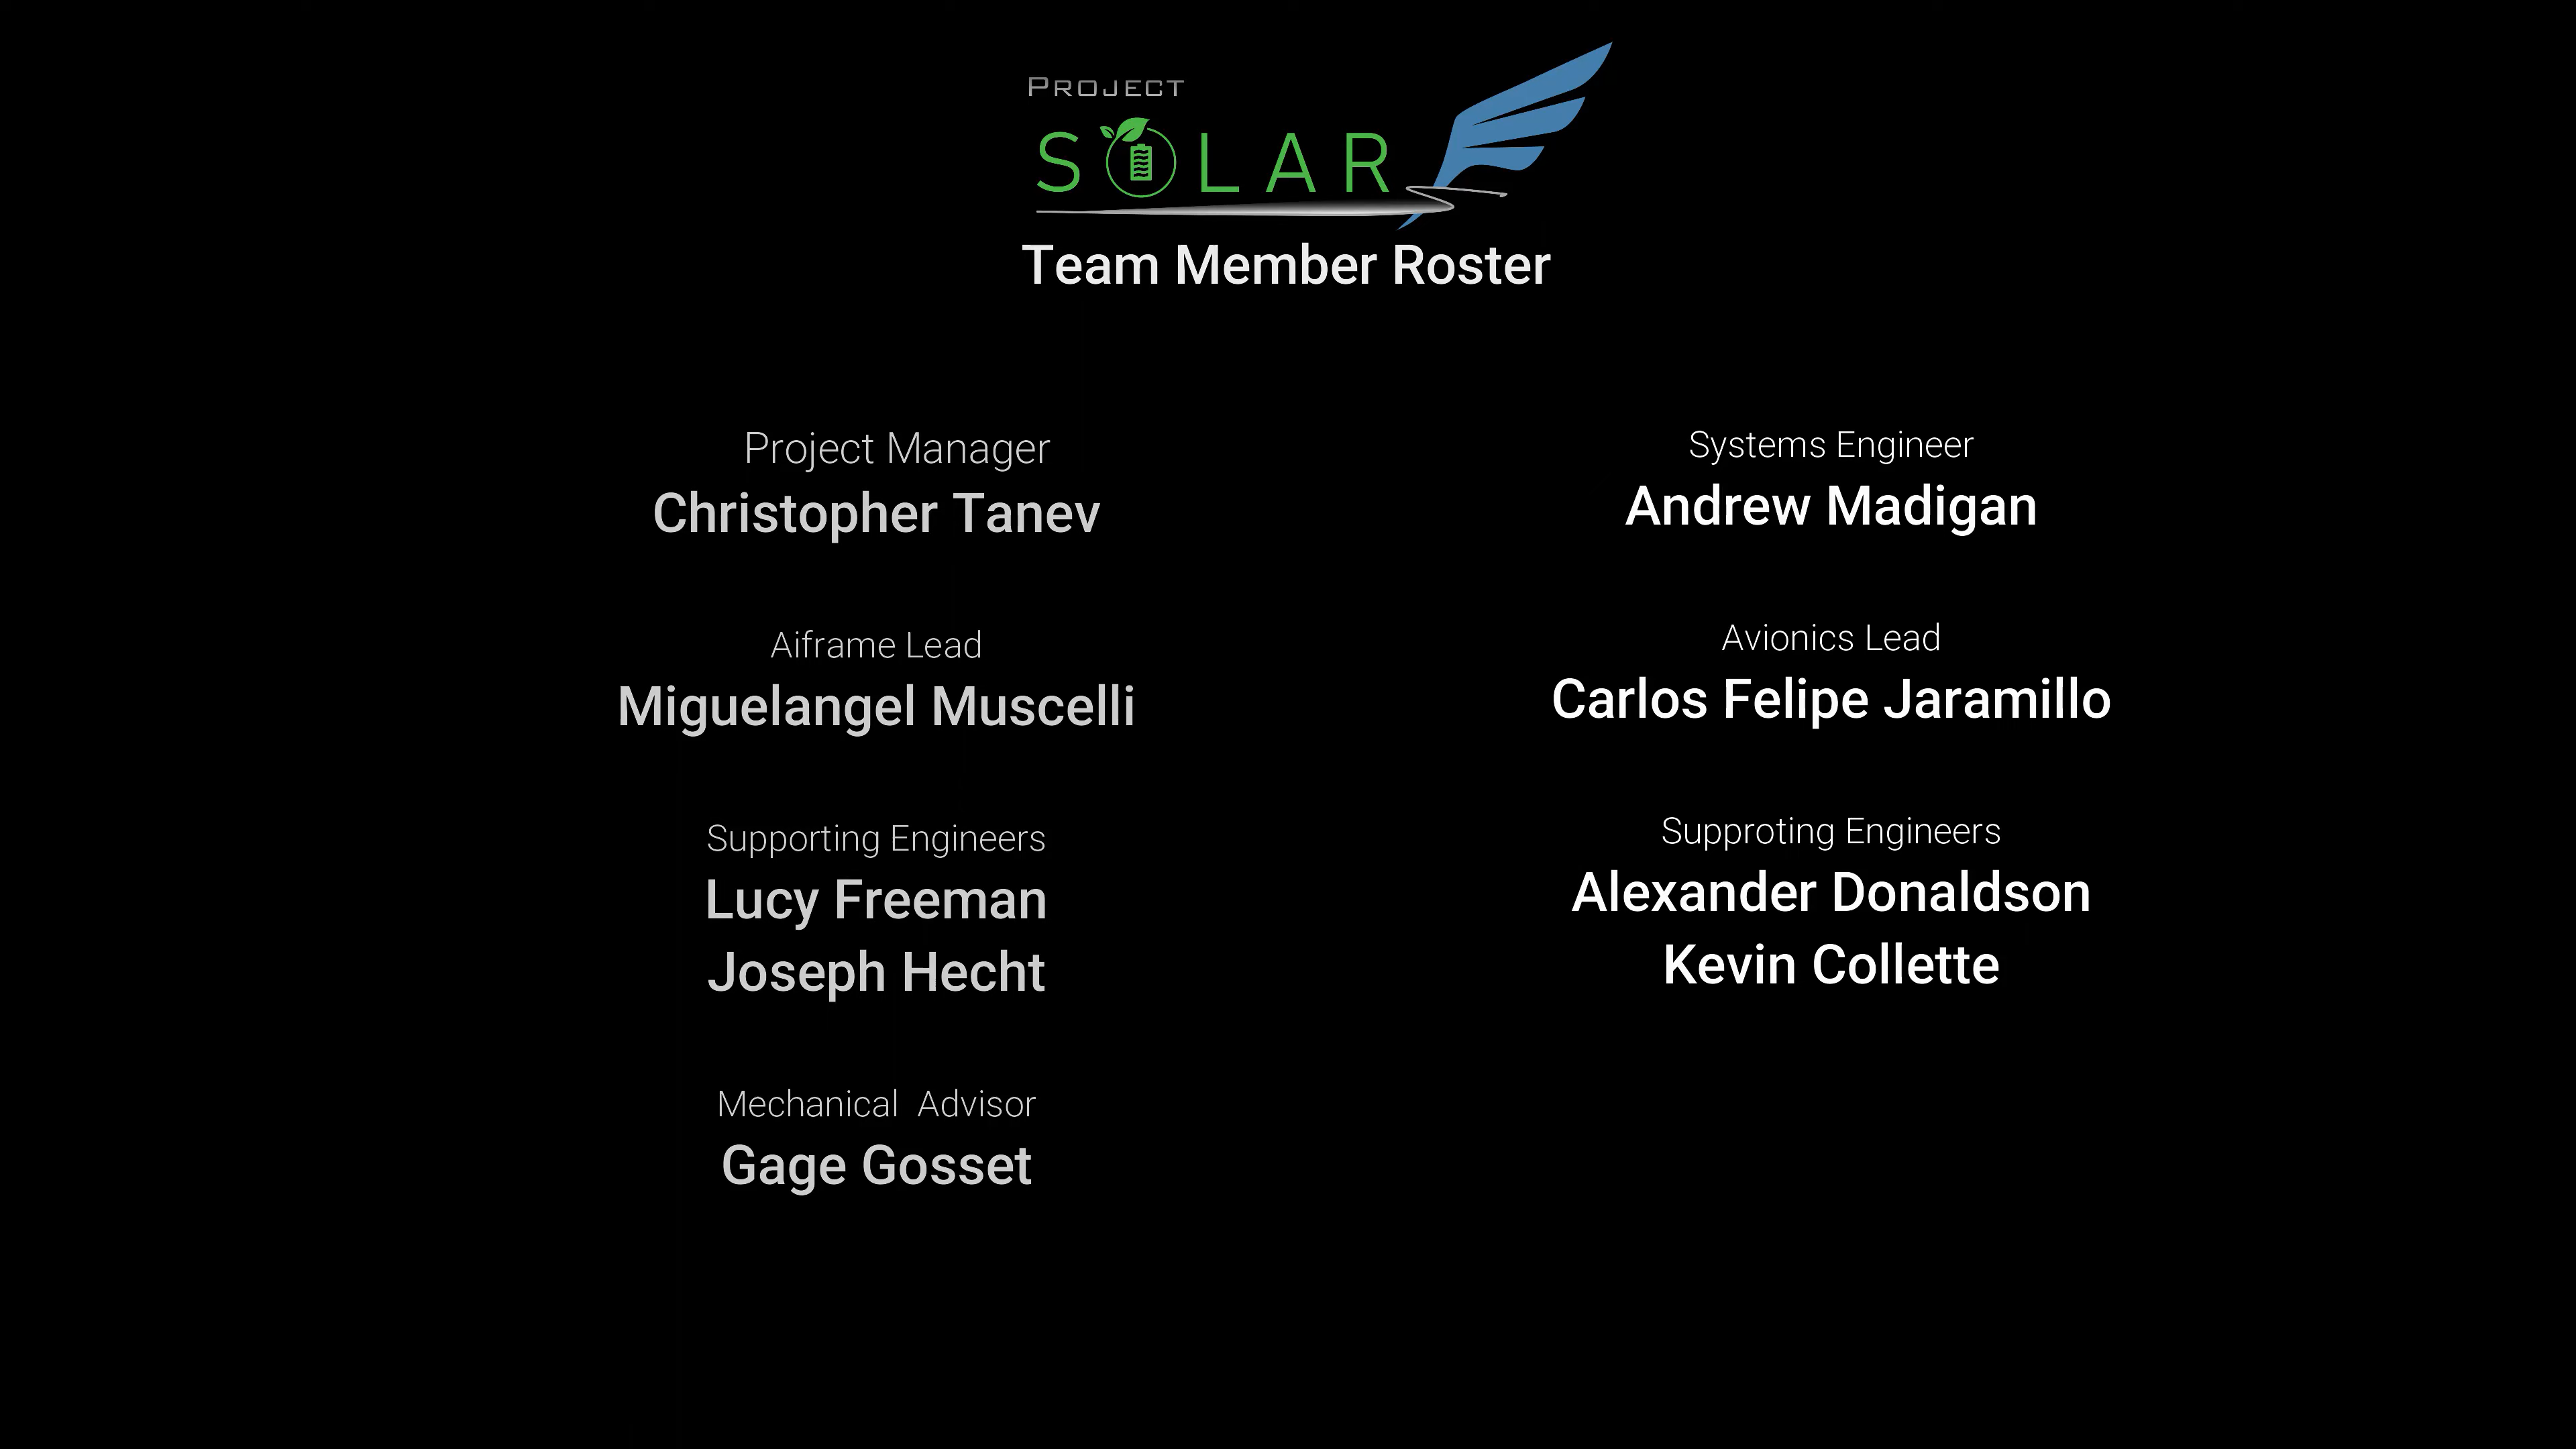 PROJECT
SOLAR
Team Member Roster
Project Manager
Christopher Tanev
Aiframe Lead
Miguelangel Muscelli
Supporting Engineers
Lucy Freeman
Joseph Hecht
Mechanical  Advisor
Gage Gosset
Systems Engineer
Andrew Madigan
Avionics Lead
Carlos Felipe Jaramillo
Supproting Engineers
Alexander Donaldson
Kevin Collette